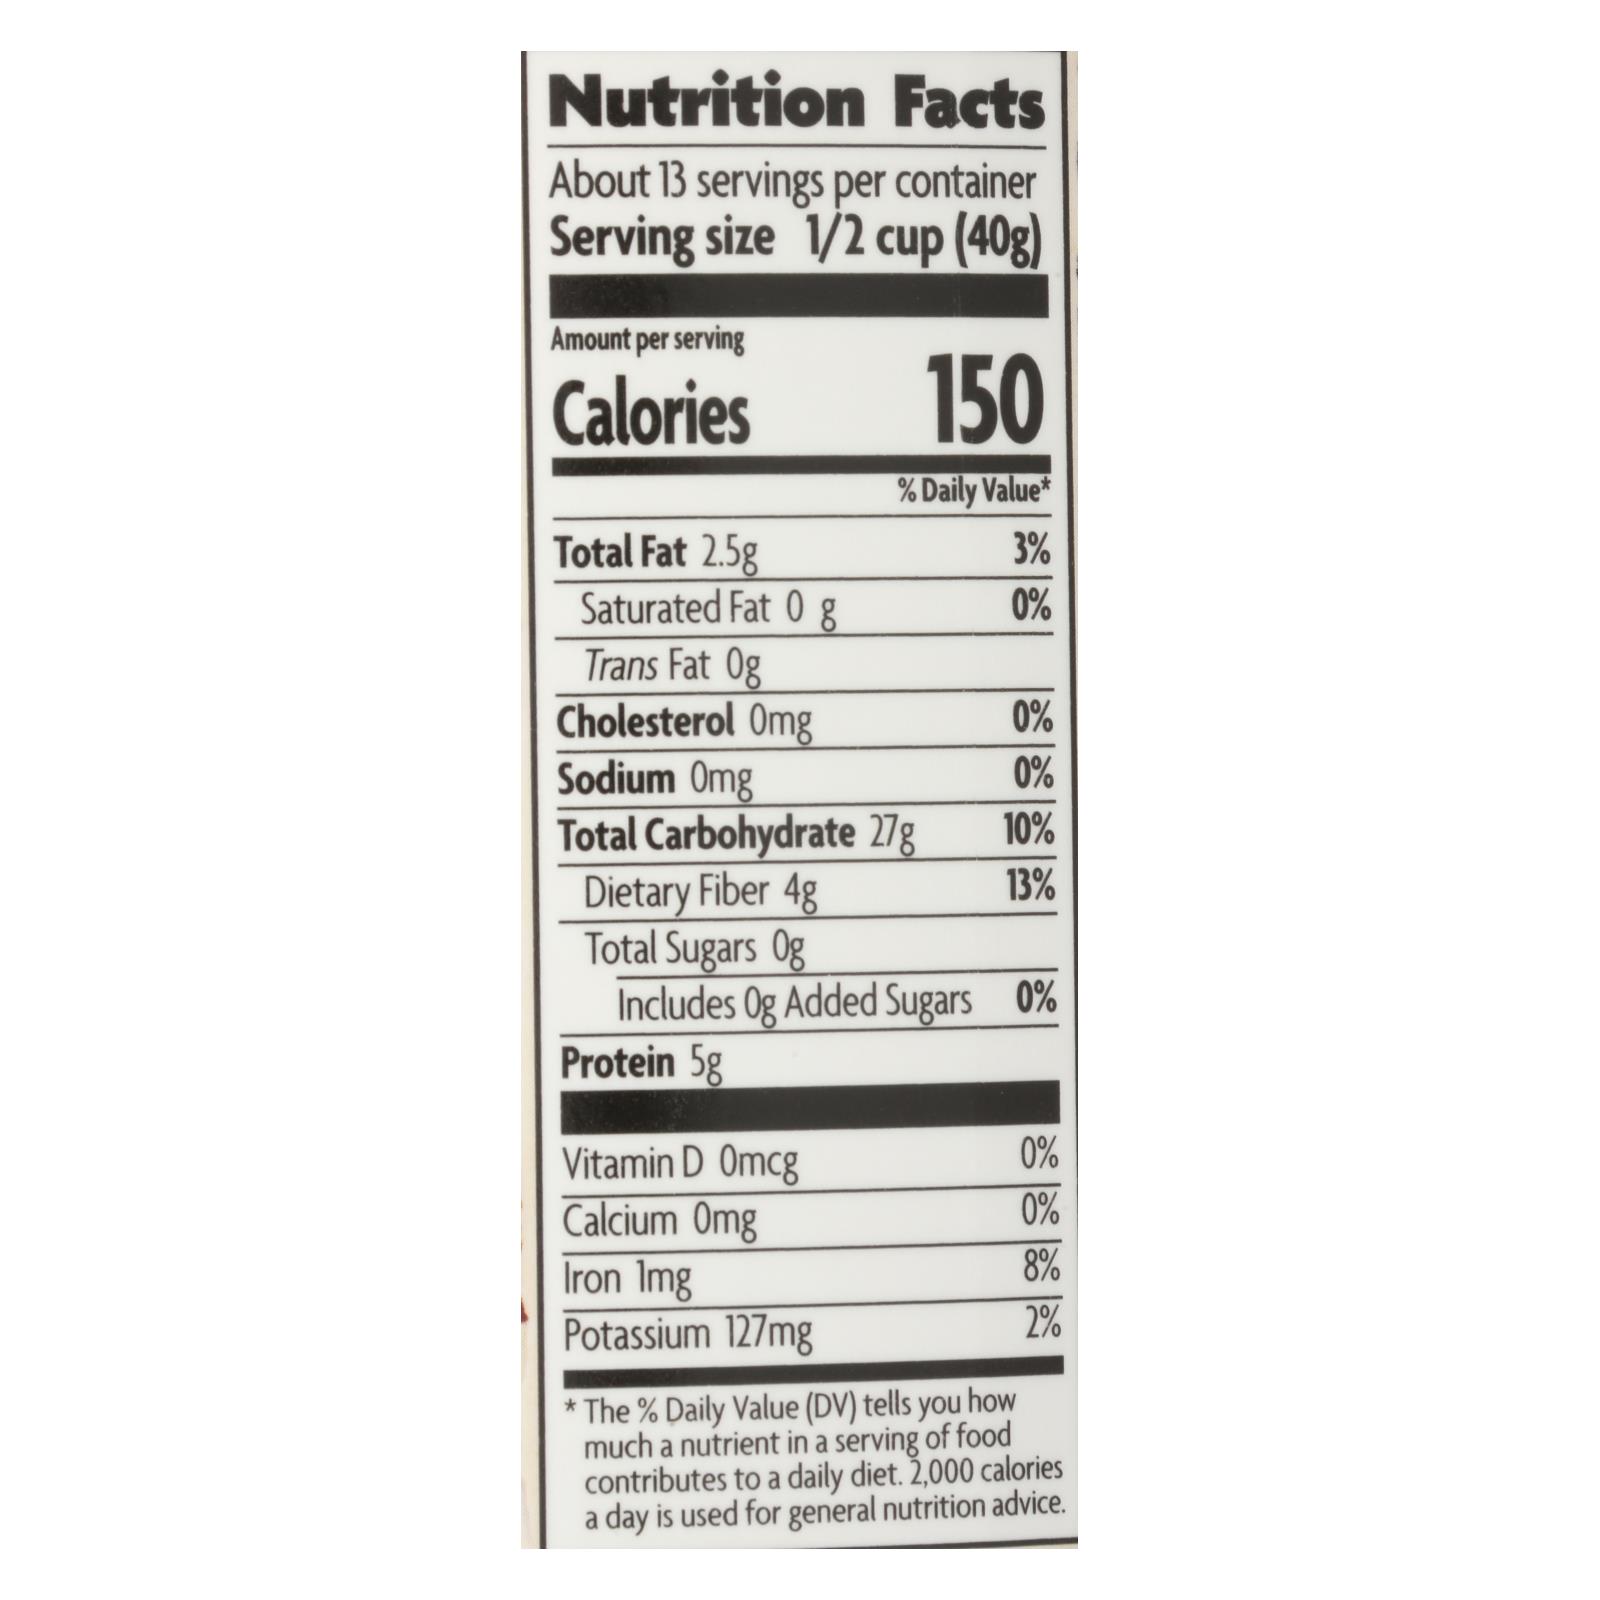 Nutrition Facts
About 13 servings per container
Serving size 1/2 cup (40g)
Amount per serving
Calories 150
% Daily Value*
Total Fat 2.5g 3%
Saturated Fat 0 g 0%
Trans Fat 0g
Cholesterol 0mg 0%
Sodium 0mg 0%
Total Carbohydrate 27g 10%
Dietary Fiber 4g 13%
Total Sugars 0g
Includes 0g Added Sugars 0%
Protein 5g
Vitamin D 0mcg 0%
Calcium 0mg 0%
Iron 1mg 8%
Potassium 127mg 2%
* The % Daily Value (DV) tells you how
much a nutrient in a serving of food
contributes to a daily diet. 2,000 calories
a day is used for general nutrition advice.